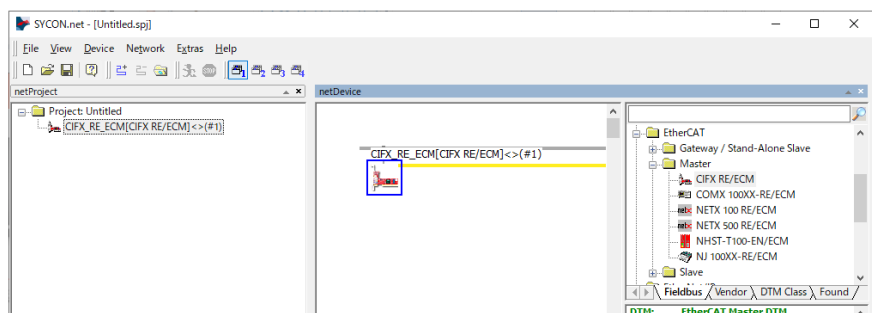 SYCON.net - [Untitled.spj]
File View Device Network Extras Help
netProject
Project: Untitled
CIFX_RE_ECM[CIFX RE/ECM]<>(#1)
netDevice
CIFX_RE_ECM[CIFX RE/ECM]<>(#1)
EtherCAT
Gateway / Stand-Alone Slave
Master
CIFX RE/ECM
COMX 100XX-RE/ECM
NETX 100 RE/ECM
NETX 500 RE/ECM
NHST-T100-EN/ECM
NJ 100XX-RE/ECM
Slave
Fieldbus Vendor DTM Class Found
DTM: EtherCAT Master DTM